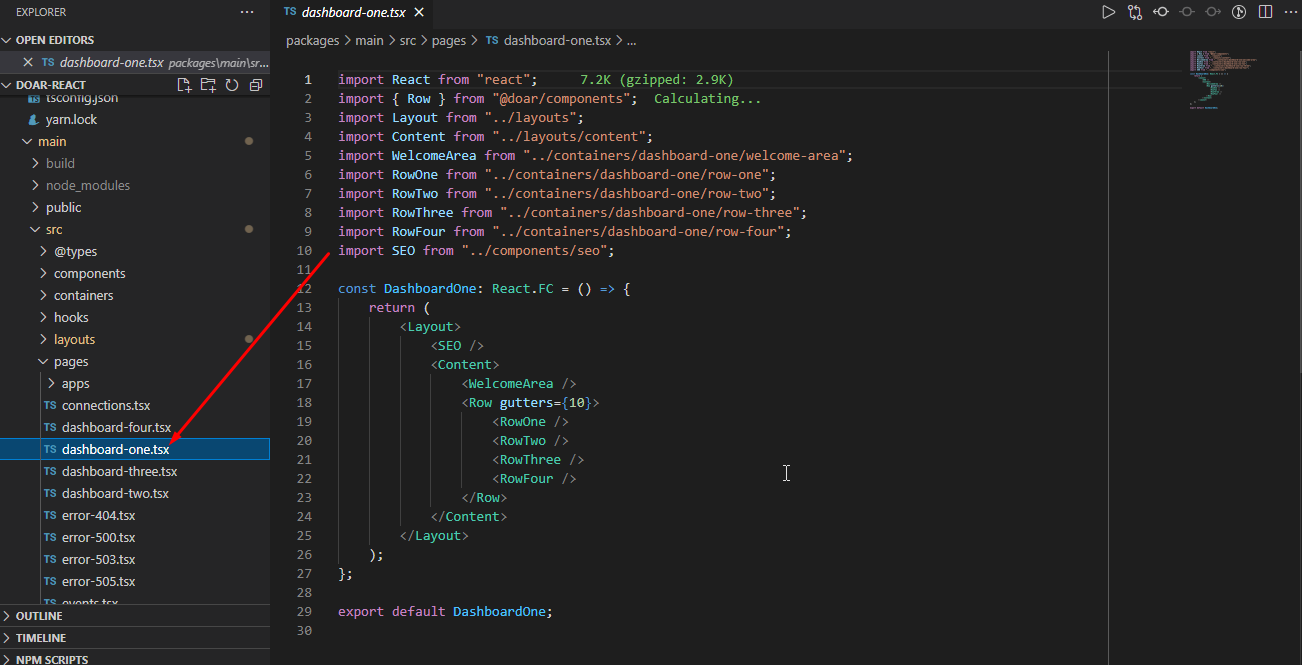 EXPLORER
OPEN EDITORS
TS dashboard-one.tsx packages\main\sr...
DOAR-REACT
tsconfig.json
yarn.lock
main
build
node_modules
public
src
@types
components
containers
hooks
layouts
pages
apps
TS connections.tsx
TS dashboard-four.tsx
TS dashboard-one.tsx
TS dashboard-three.tsx
TS dashboard-two.tsx
TS error-404.tsx
TS error-500.tsx
TS error-503.tsx
TS error-505.tsx
TS events.tsx
OUTLINE
TIMELINE
NPM SCRIPTS
TS dashboard-one.tsx
packages > main > src > pages > TS dashboard-one.tsx > ...
1 import React from "react"; 7.2K (gzipped: 2.9K)
2 import { Row } from "@doar/components"; Calculating...
3 import Layout from "../layouts";
4 import Content from "../layouts/content";
5 import WelcomeArea from "../containers/dashboard-one/welcome-area";
6 import RowOne from "../containers/dashboard-one/row-one";
7 import RowTwo from "../containers/dashboard-one/row-two";
8 import RowThree from "../containers/dashboard-one/row-three";
9 import RowFour from "../containers/dashboard-one/row-four";
10 import SEO from "../components/seo";
11
12 const DashboardOne: React.FC = () => {
13 return (
14 <Layout>
15 <SEO />
16 <Content>
17 <WelcomeArea />
18 <Row gutters={10}>
19 <RowOne />
20 <RowTwo />
21 <RowThree />
22 <RowFour />
23 </Row>
24 </Content>
25 </Layout>
26 );
27 };
28
29 export default DashboardOne;
30